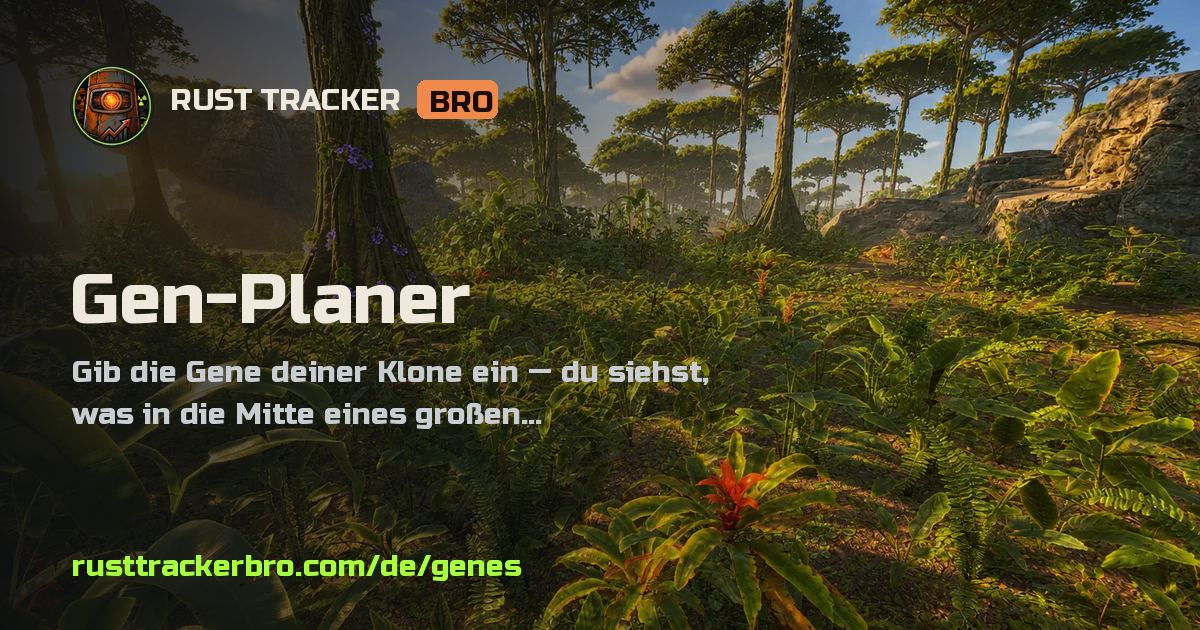 RUST TRACKER BRO
Gen-Planer
Gib die Gene deiner Klone ein — du siehst,
was in die Mitte eines großen...
rusttrackerbro.com/de/genes